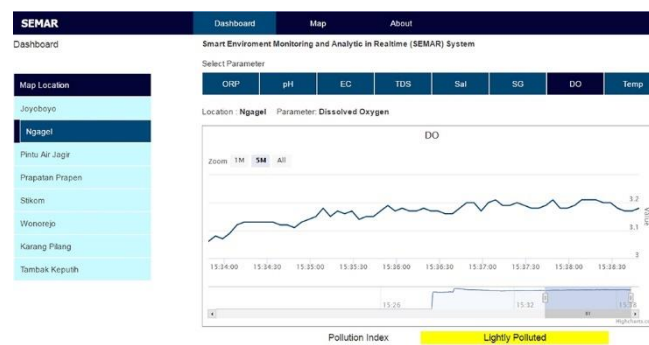 SEMAR Dashboard Map About
Dashboard
Smart Enviroment Monitoring and Analytic in Realtime (SEMAR) System
Select Parameter
Map Location
Joyoboyo
Ngagel
Pintu Air Jagir
Prapatan Prapen
Stikom
Wonorejo
Karang Pilang
Tambak Keputih
ORP pH EC TDS Sal SG DO Temp
Location : Ngagel Parameter: Dissolved Oxygen
DO
Zoom 1M 5M All
3.2
3.1
3
Value
15:34:00 15:34:30 15:35:00 15:35:30 15:36:00 15:36:30 15:37:00 15:37:30 15:38:00 15:38:30
15:26 15:32 15:38
Pollution Index Lightly Polluted